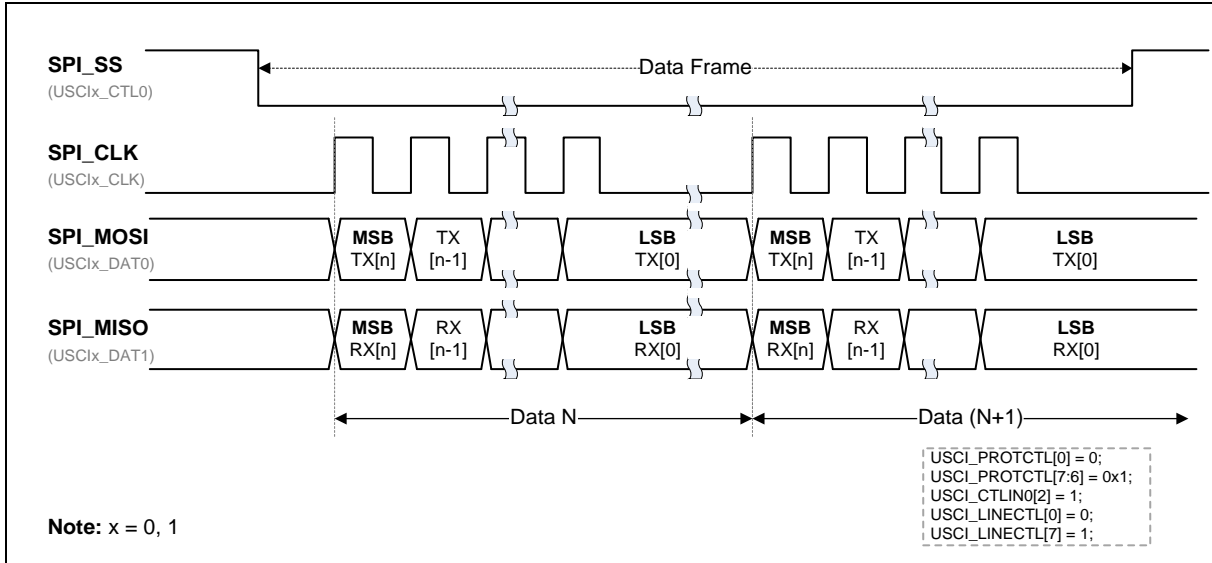 SPI_SS
(USCIx_CTL0)
Data Frame
SPI_CLK
(USCIx_CLK)
SPI_MOSI
(USCIx_DAT0)
MSB TX LSB MSB TX LSB
TX[n] [n-1] TX[0] TX[n] [n-1] TX[0]
SPI_MISO
(USCIx_DAT1)
MSB RX LSB MSB RX LSB
RX[n] [n-1] RX[0] RX[n] [n-1] RX[0]
Data N Data (N+1)
USCI_PROTCTL[0] = 0;
USCI_PROTCTL[7:6] = 0x1;
USCI_CTLIN0[2] = 1;
USCI_LINECTL[0] = 0;
USCI_LINECTL[7] = 1;
Note: x = 0, 1